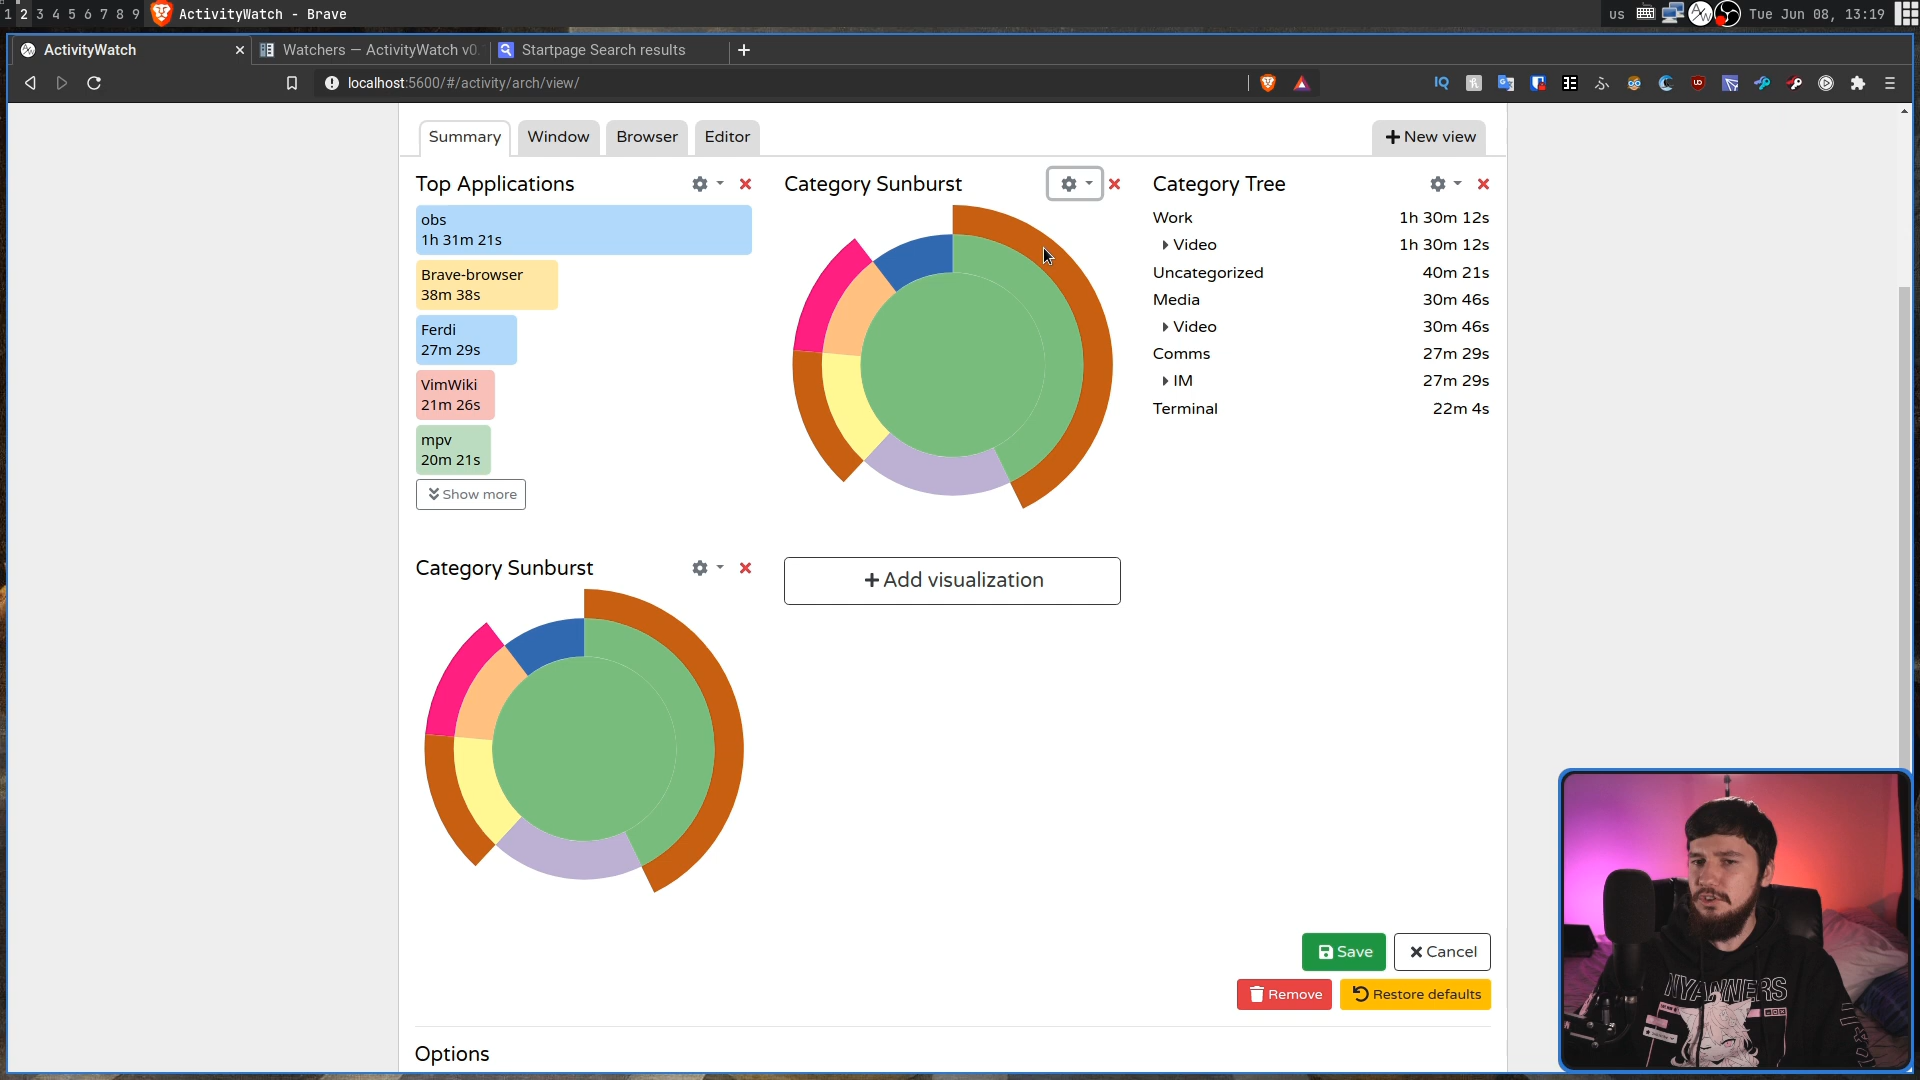 1 2 3 4 5 6 7 8 9 ActivityWatch - Brave
us Tue Jun 08, 13:19
ActivityWatch
Watchers — ActivityWatch v0.
Startpage Search results
localhost:5600/#/activity/arch/view/
Summary
Window
Browser
Editor
New view
Top Applications
obs
1h 31m 21s
Brave-browser
38m 38s
Ferdi
27m 29s
VimWiki
21m 26s
mpv
20m 21s
Show more
Category Sunburst
Category Tree
Work 1h 30m 12s
Video 1h 30m 12s
Uncategorized 40m 21s
Media 30m 46s
Video 30m 46s
Comms 27m 29s
IM 27m 29s
Terminal 22m 4s
Category Sunburst
Add visualization
Save
Cancel
Remove
Restore defaults
Options
NYANNERS